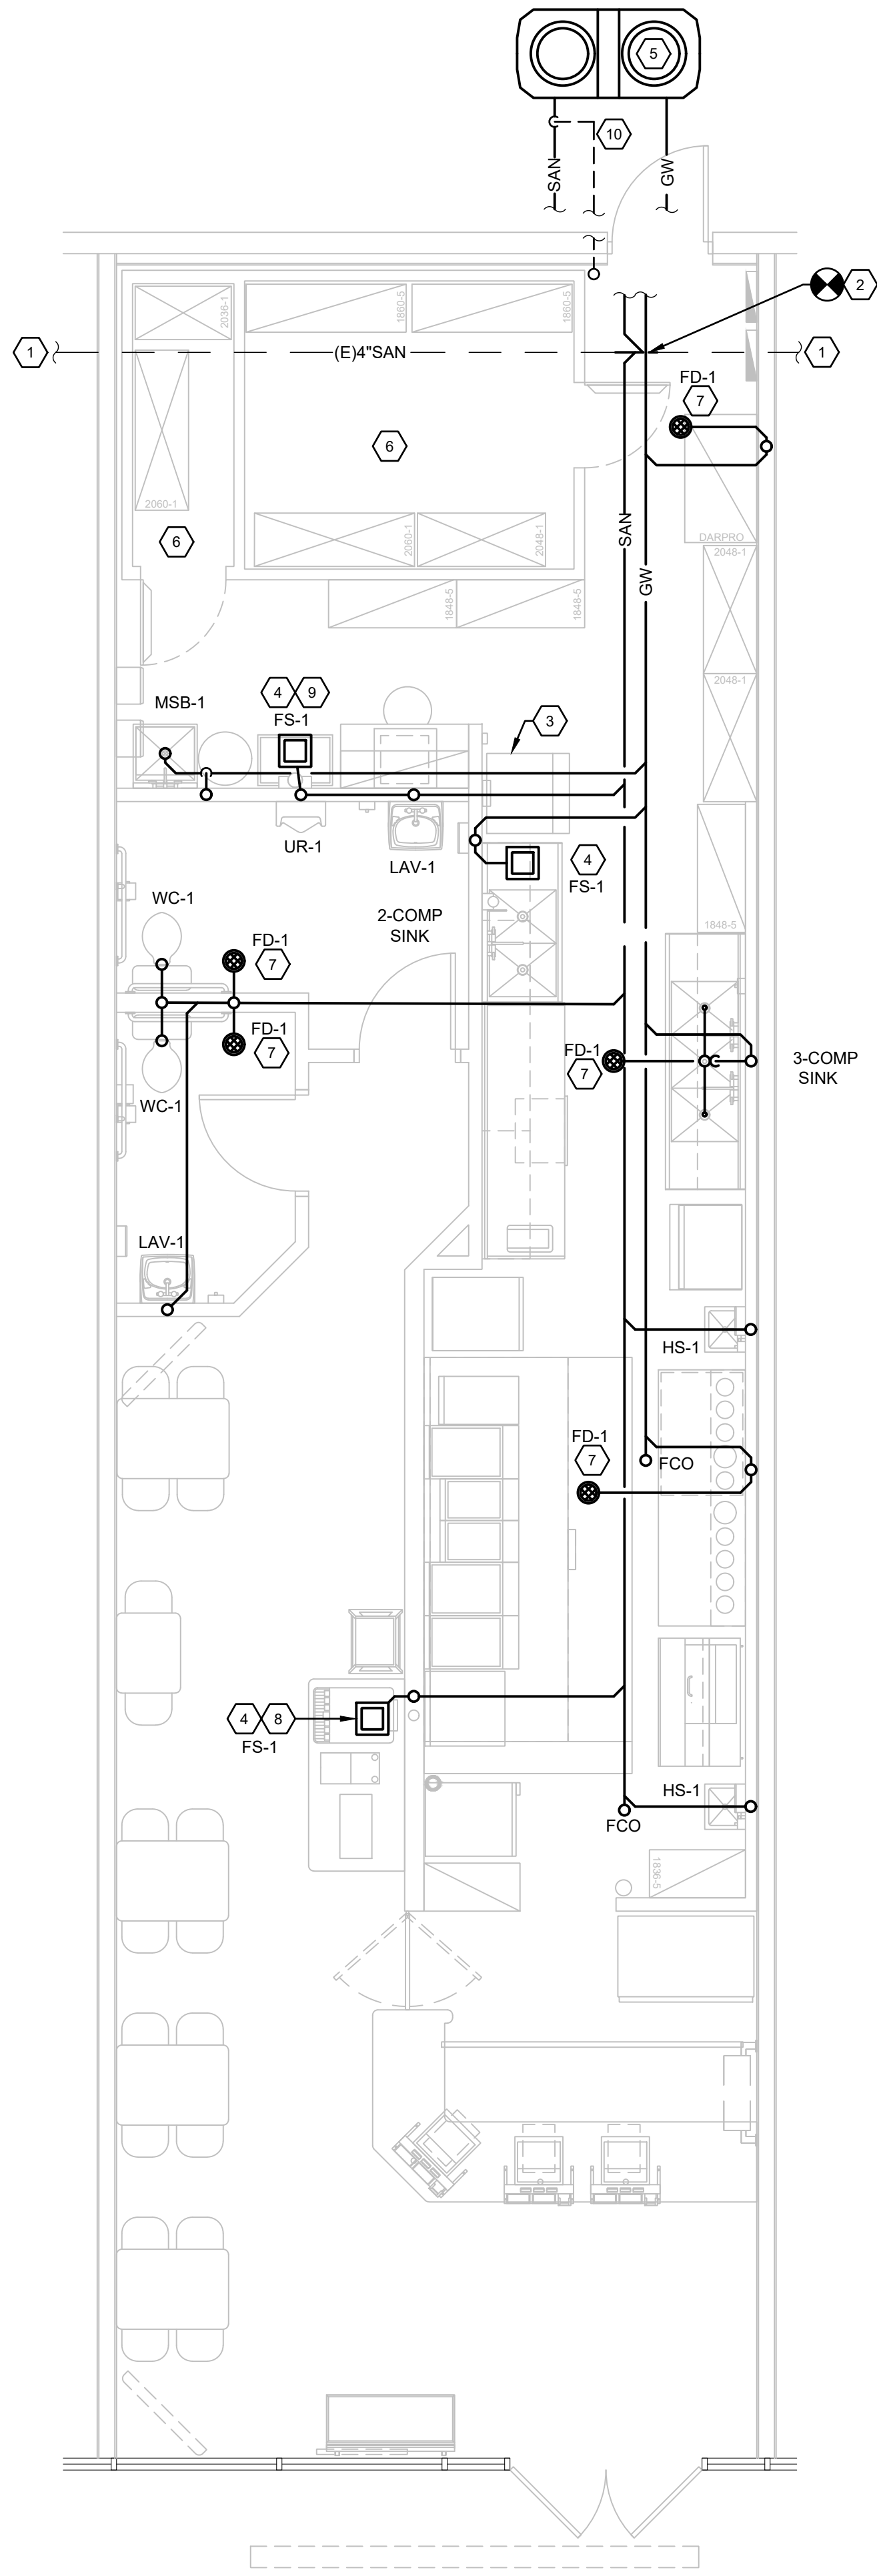 5
10
SAN
GW
2
2036-1
1860-5
1860-5
1
(E)4"SAN
1
FD-1
7
6
2060-1
2060-1
2048-1
SAN
DARPRO
6
2048-1
GW
1848-5
1848-5
MSB-1
4
9
FS-1
2048-1
3
UR-1
LAV-1
4
FS-1
WC-1
2-COMP
SINK
1848-5
FD-1
7
FD-1
7
FD-1
7
3-COMP
SINK
WC-1
LAV-1
HS-1
FD-1
7
FCO
4
8
FS-1
HS-1
FCO
1836-5